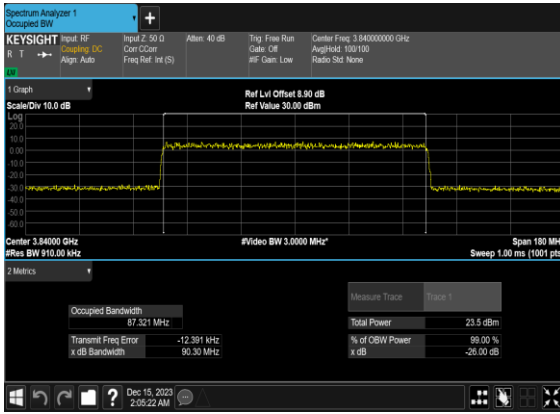 Spectrum Analyzer 1
Occupied BW
+
KEYSIGHT Input: RF Input Z: 50 Ω Atten: 40 dB Trig: Free Run Center Freq: 3.840000000 GHz
R T Coupling: DC Corr CCorr Gate: Off Avg|Hold: 100/100
Align: Auto Freq Ref: Int (S) #IF Gain: Low Radio Std: None
LXI
1 Graph
Ref Lvl Offset 8.90 dB
Scale/Div 10.0 dB Ref Value 30.00 dBm
Log
20.0
10.0
0.00
-10.0
-20.0
-30.0
-40.0
-50.0
-60.0
Center 3.84000 GHz #Video BW 3.0000 MHz* Span 180 MH
#Res BW 910.00 kHz Sweep 1.00 ms (1001 pts
2 Metrics
Measure Trace Trace 1
Occupied Bandwidth
87.321 MHz Total Power 23.5 dBm
Transmit Freq Error -12.391 kHz % of OBW Power 99.00 %
x dB Bandwidth 90.30 MHz x dB -26.00 dB
? Dec 15, 2023
2:05:22 AM